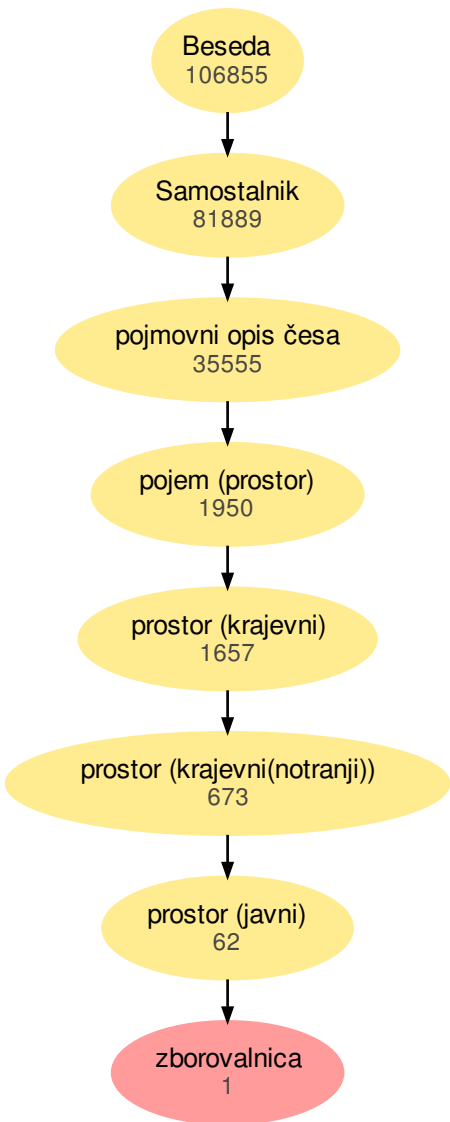 Beseda
106855
Samostalnik
81889
pojmovni opis česa
35555
pojem (prostor)
1950
prostor (krajevni)
1657
prostor (krajevni(notranji))
673
prostor (javni)
62
zborovalnica
1